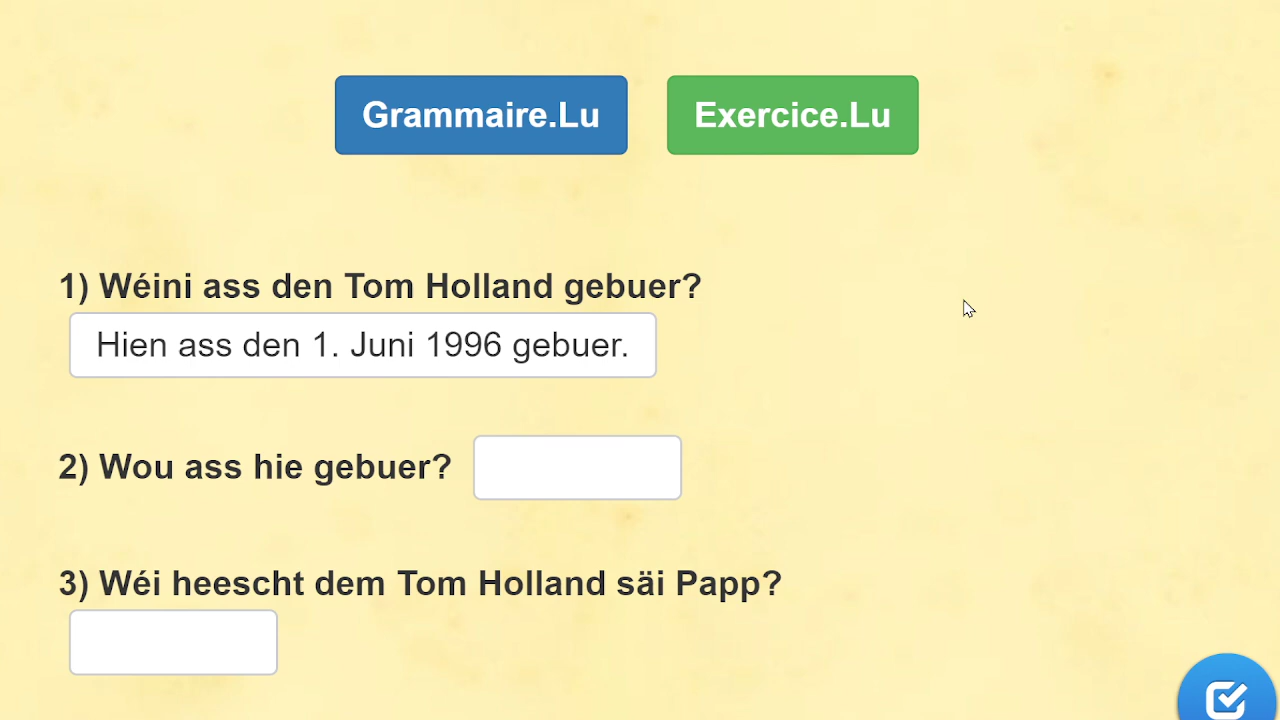 Grammaire.Lu Exercice.Lu
1) Wéini ass den Tom Holland gebuer?
Hien ass den 1. Juni 1996 gebuer.
2) Wou ass hie gebuer?
3) Wéi heescht dem Tom Holland säi Papp?